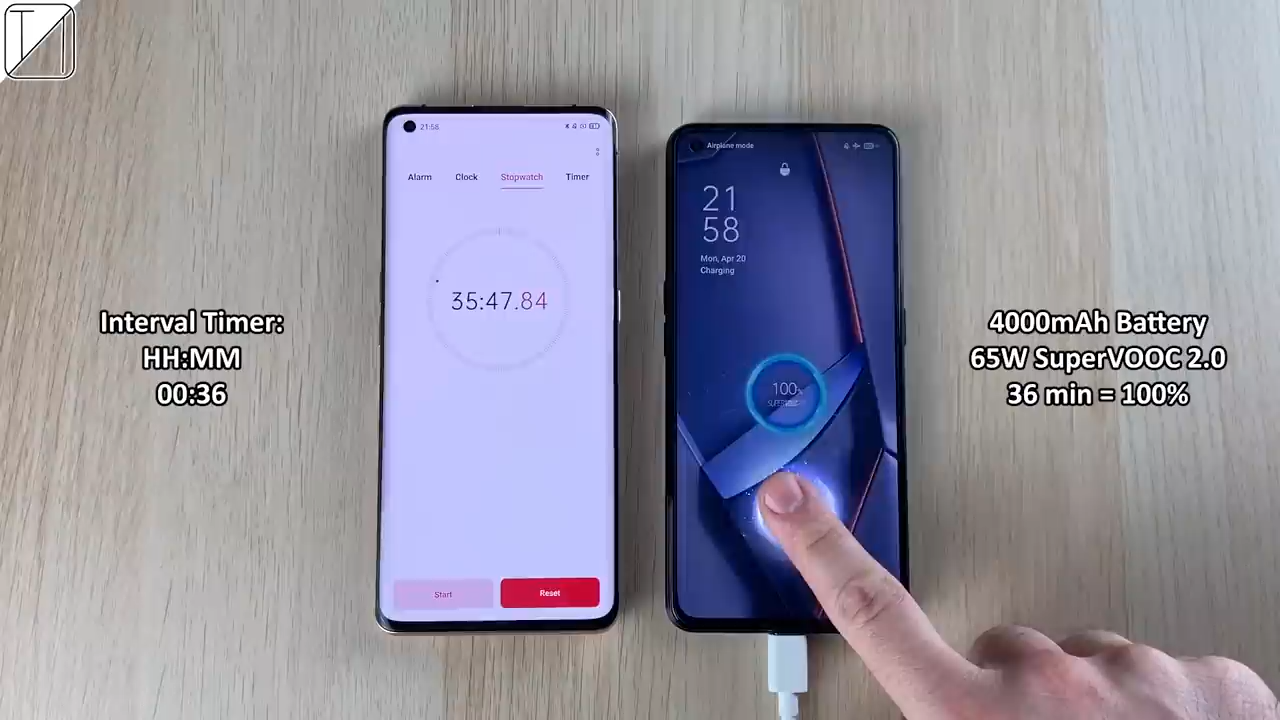 T
21:58
Alarm
Clock
Stopwatch
Timer
35:47.84
Start
Reset
Airplane mode
21
58
Mon, Apr 20
Charging
100%
Interval Timer:
HH:MM
00:36
4000mAh Battery
65W SuperVOOC 2.0
36 min = 100%